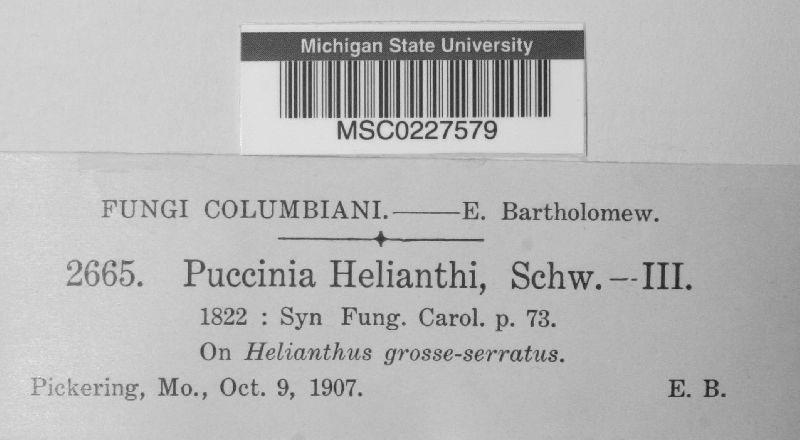 Michigan State University
MSC0227579
FUNGI COLUMBIANI.——E. Bartholomew.
2665. Puccinia Helianthi, Schw.—III.
1822 : Syn Fung. Carol. p. 73.
On Helianthus grosse-serratus.
Pickering, Mo., Oct. 9, 1907. E. B.